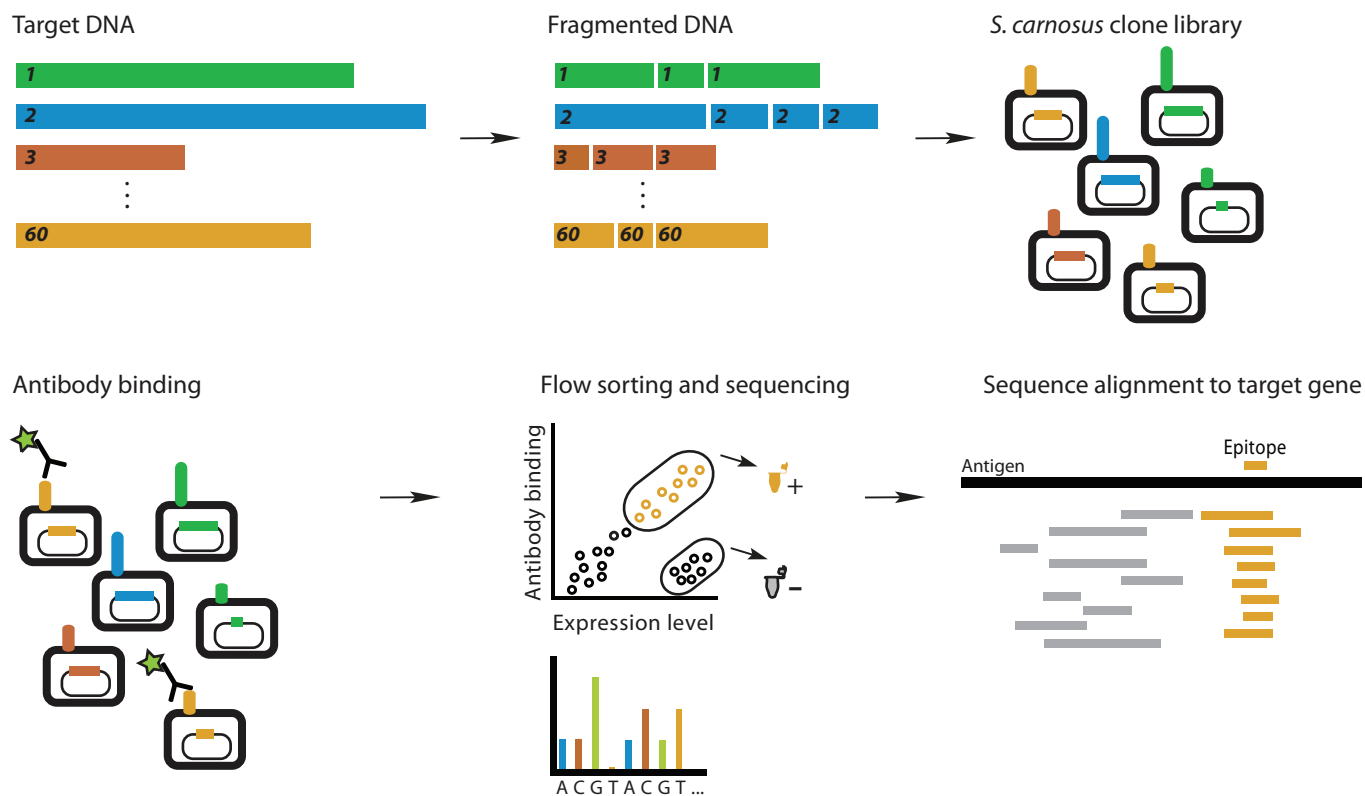 Target DNA
Fragmented DNA
S. carnosus clone library
1
1 1 1
2
2 2 2 2
3
3 3 3
60
60 60 60
Antibody binding
Flow sorting and sequencing
Sequence alignment to target gene
Antibody binding
+
-
Expression level
A C G T A C G T ...
Epitope
Antigen